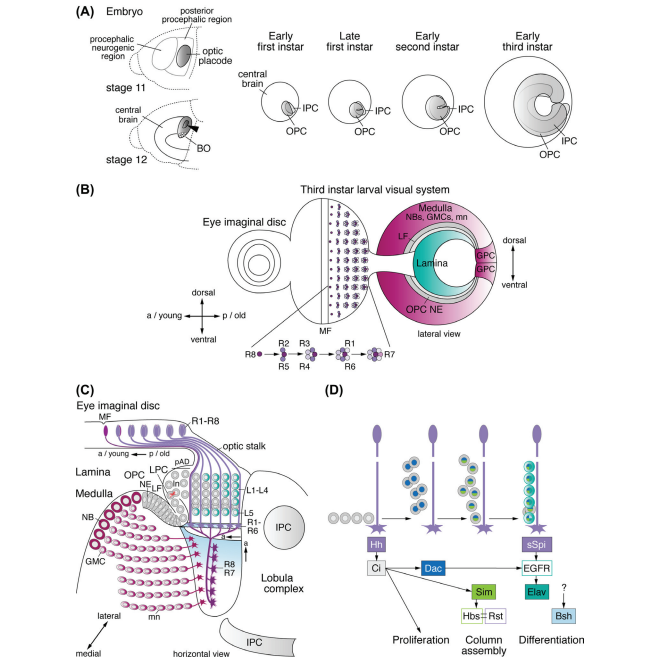 (A)
Embryo
posterior
procephalic region
procephalic
neurogenic
region
optic
placode
stage 11
central
brain
BO
stage 12
Early
first instar
Late
first instar
Early
second instar
Early
third instar
central
brain
IPC
OPC
IPC
OPC
IPC
OPC
IPC
OPC
(B)
Third instar larval visual system
Eye imaginal disc
Medulla
NBs, GMCs, mn
LF
Lamina
GPC
GPC
OPC NE
dorsal
ventral
lateral view
dorsal
a / young
p / old
ventral
MF
R8
R2
R5
R3
R4
R1
R6
R7
(C)
Eye imaginal disc
MF
R1-R8
a / young
p / old
optic stalk
Lamina
LPC
pAD
OPC
NE
LF
ln
Medulla
NB
GMC
L1-L4
L5
R1-
R6
a
a
IPC
R8
R7
Lobula
complex
mn
lateral
medial
horizontal view
IPC
(D)
Hh
sSpi
Ci
Dac
EGFR
Sim
Elav
?
Hbs
Rst
Bsh
Proliferation
Column
assembly
Differentiation